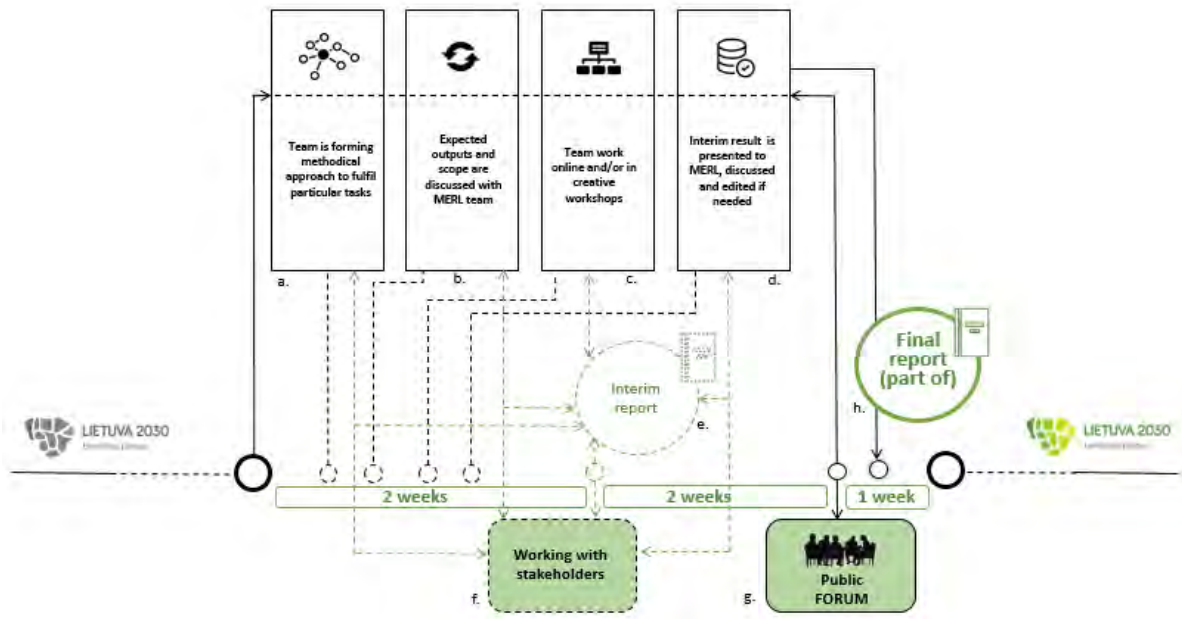 Team is forming
methodical
approach to fulfil
particular tasks
Expected
outputs and
scope are
discussed with
MERL team
Team work
online and/or in
creative
workshops
Interim result is
presented to
MERL, discussed
and edited if
needed
a.
b.
c.
d.
Final
report
(part of)
Interim
report
e.
h.
LIETUVA 2030
LIETUVA 2050
2 weeks
2 weeks
1 week
Working with
stakeholders
f.
Public
FORUM
g.